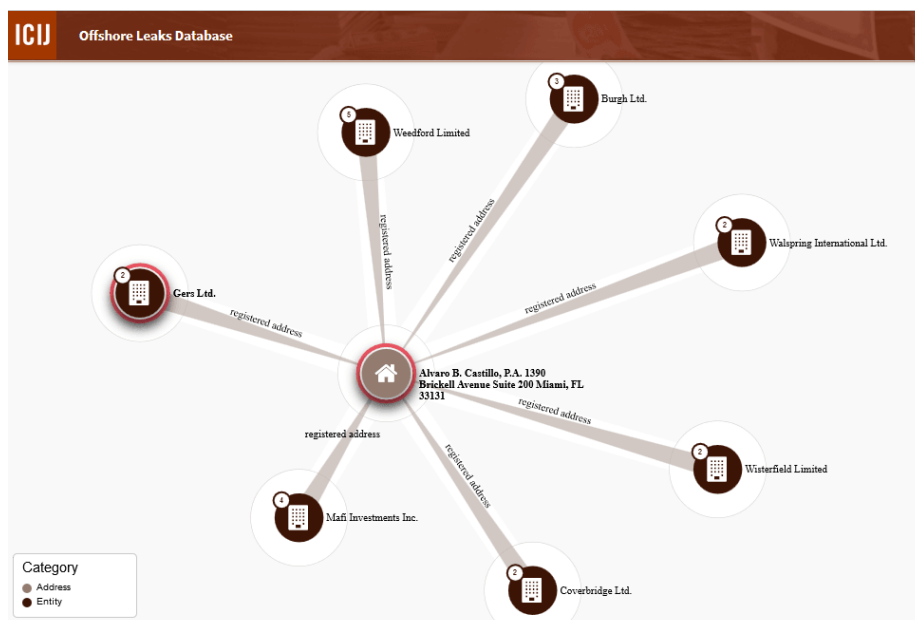 ICIJ
Offshore Leaks Database
3
Burgh Ltd.
5
Weedford Limited
registered address
registered address
2
Walspring International Ltd.
2
Gers Ltd.
registered address
registered address
Alvaro B. Castillo, P.A. 1390
Brickell Avenue Suite 200 Miami, FL
33131
registered address
registered address
registered address
2
Wisterfield Limited
4
Mafi Investments Inc.
2
Coverbridge Ltd.
Category
Address
Entity